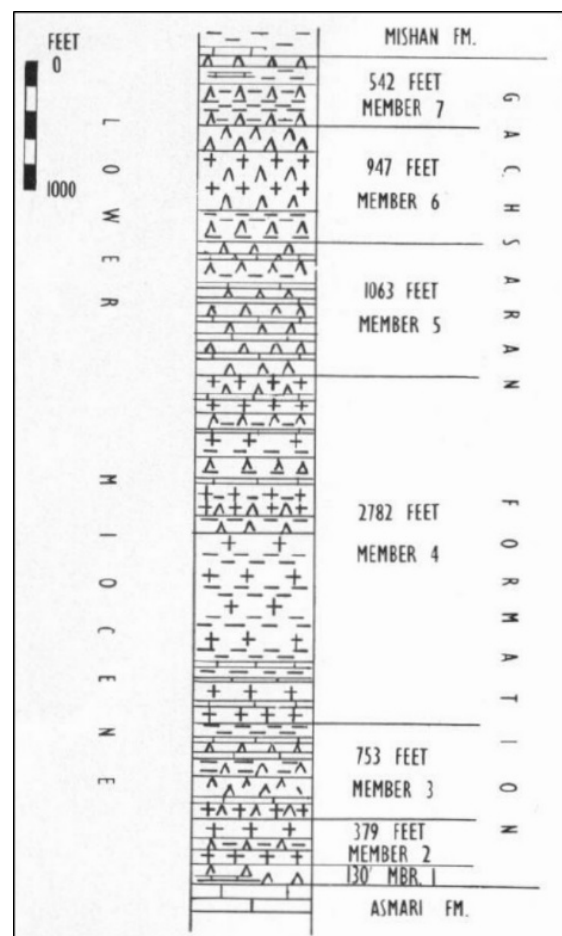 FEET
0
1000
LOWER MIOCENE
MISHAN FM.
542 FEET
MEMBER 7
947 FEET
MEMBER 6
1063 FEET
MEMBER 5
2782 FEET
MEMBER 4
753 FEET
MEMBER 3
379 FEET
MEMBER 2
130' MBR. 1
ASMARI FM.
GACHSARAN FORMATION